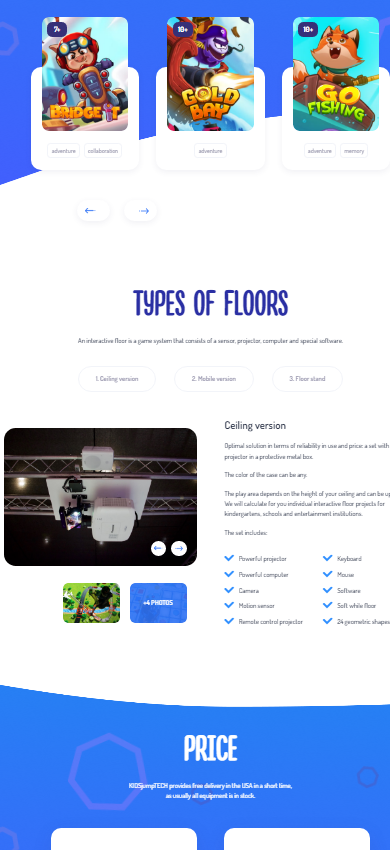 7+
10+
10+
BRIDGE IT
GOLD BAY
GO FISHING
adventure
collaboration
adventure
adventure
memory
TYPES OF FLOORS
An interactive floor is a game system that consists of a sensor, projector, computer and special software.
1. Ceiling version
2. Mobile version
3. Floor stand
Ceiling version
Optimal solution in terms of reliability in use and price: a set with
projector in a protective metal box.
The color of the case can be any.
The play area depends on the height of your ceiling and can be up
We will calculate for you individual interactive floor projects for
kindergartens, schools and entertainment institutions.
The set includes:
Powerful projector
Powerful computer
Camera
Motion sensor
Remote control projector
Keyboard
Mouse
Software
Soft white floor
24 geometric shapes
+4 PHOTOS
PRICE
KIDSjumpTECH provides free delivery in the USA in a short time,
as usually all equipment is in stock.